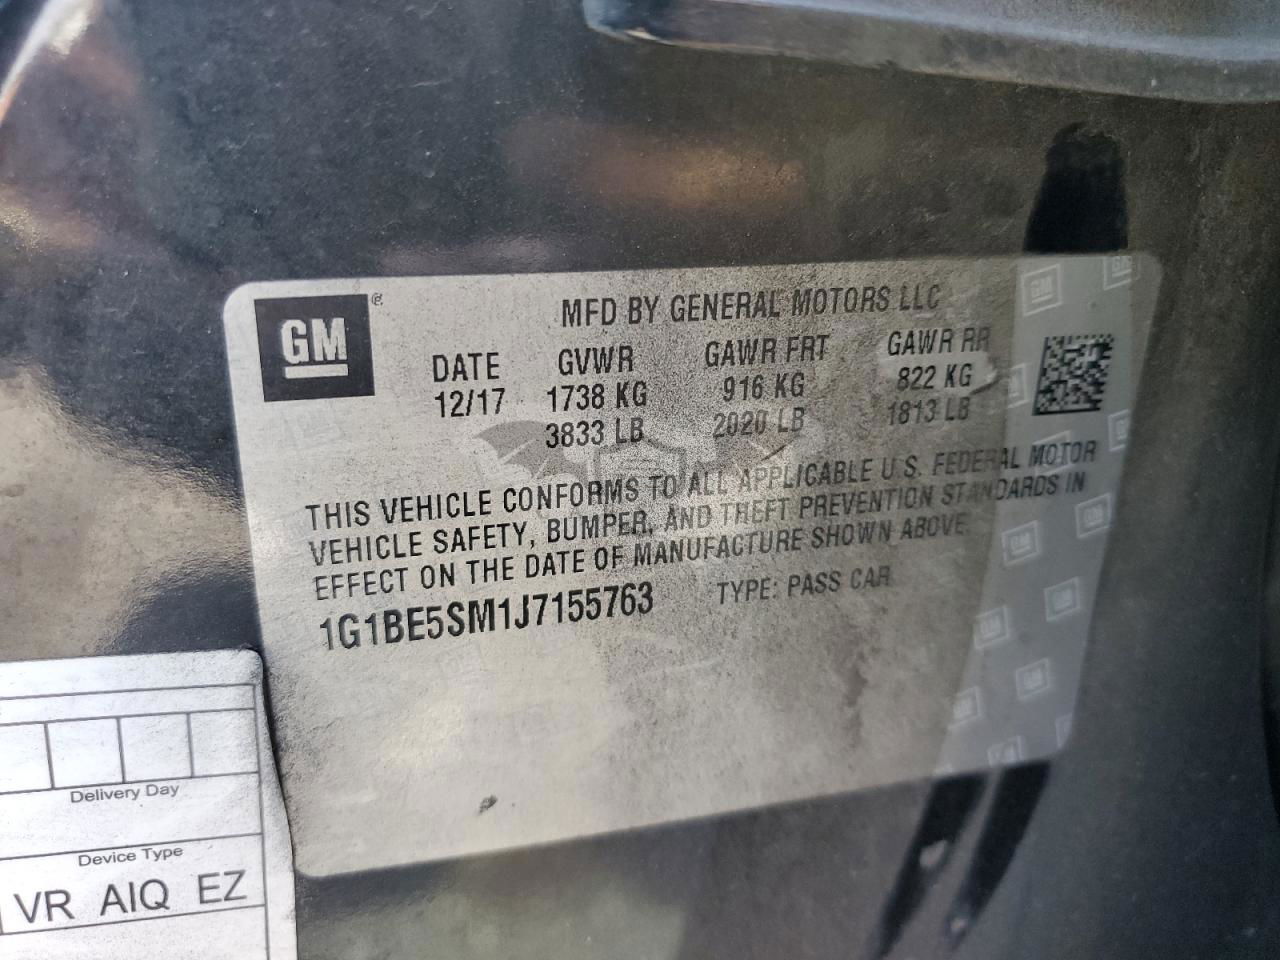 GM ®
MFD BY GENERAL MOTORS LLC
DATE GVWR GAWR FRT GAWR RR
12/17 1738 KG 916 KG 822 KG
3833 LB 2020 LB 1813 LB
THIS VEHICLE CONFORMS TO ALL APPLICABLE U.S. FEDERAL MOTOR
VEHICLE SAFETY, BUMPER, AND THEFT PREVENTION STANDARDS IN
EFFECT ON THE DATE OF MANUFACTURE SHOWN ABOVE.
1G1BE5SM1J7155763 TYPE: PASS CAR
Delivery Day
Device Type
VR AIQ EZ